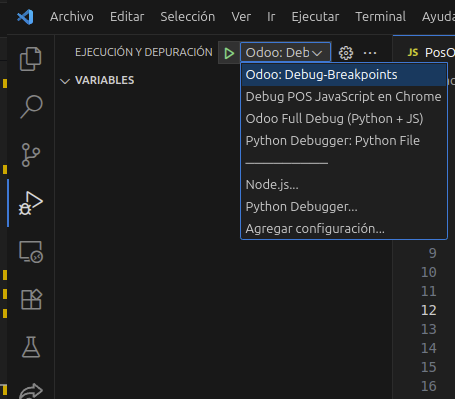 Archivo Editar Selección Ver Ir Ejecutar Terminal Ayuda
EJECUCIÓN Y DEPURACIÓN Odoo: Deb ... PosO
VARIABLES
Odoo: Debug-Breakpoints
Debug POS JavaScript en Chrome
Odoo Full Debug (Python + JS)
Python Debugger: Python File
Node.js...
Python Debugger...
Agregar configuración...
9
10
11
12
13
14
15
16